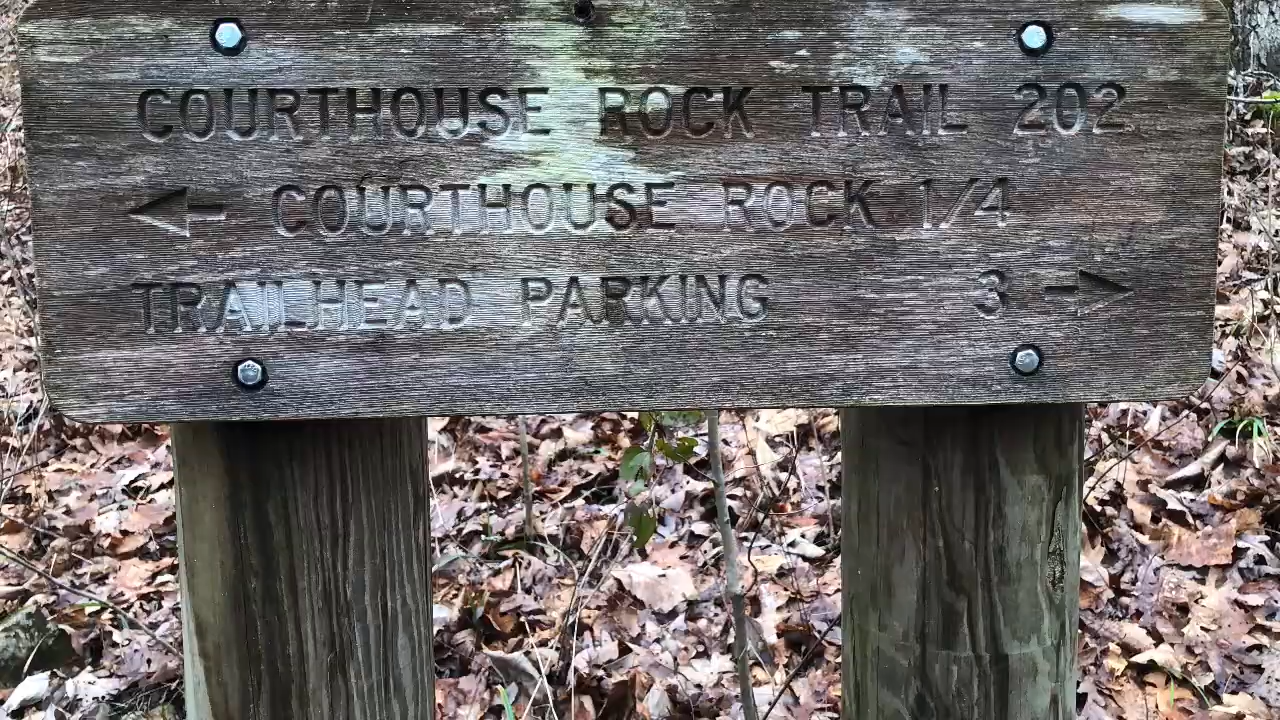 COURTHOUSE ROCK TRAIL 202
← COURTHOUSE ROCK 1/4
TRAILHEAD PARKING 3 →